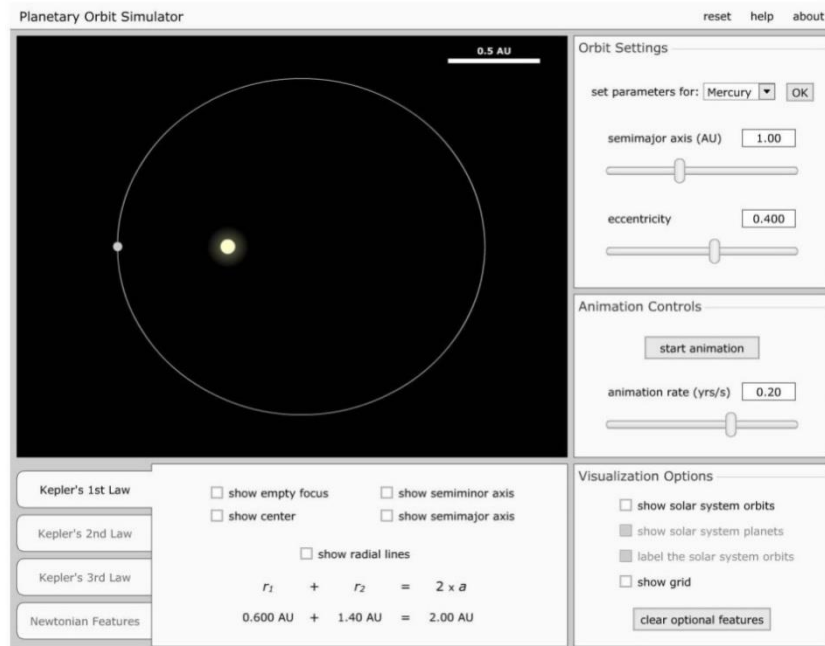 Planetary Orbit Simulator
reset help about
0.5 AU
Orbit Settings
set parameters for: Mercury OK
semimajor axis (AU) 1.00
eccentricity 0.400
Animation Controls
start animation
animation rate (yrs/s) 0.20
Kepler's 1st Law
Kepler's 2nd Law
Kepler's 3rd Law
Newtonian Features
show empty focus show semiminor axis
show center show semimajor axis
show radial lines
r₁ + r₂ = 2 x a
0.600 AU + 1.40 AU = 2.00 AU
Visualization Options
show solar system orbits
show solar system planets
label the solar system orbits
show grid
clear optional features